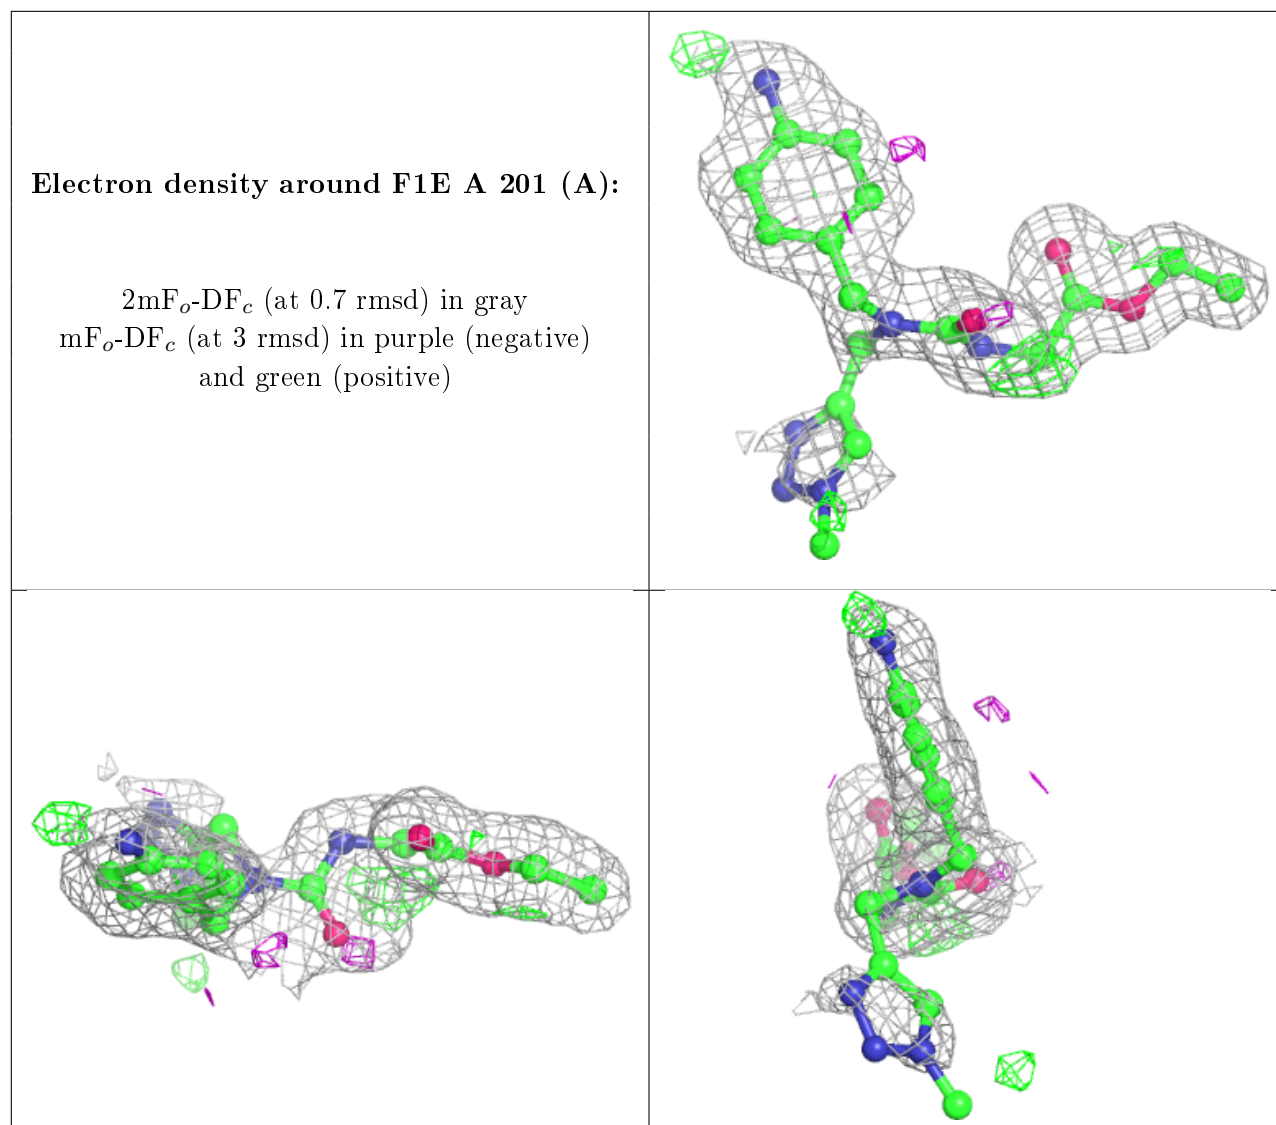 Electron density around F1E A 201 (A):
2mFₒ-DF𝒸 (at 0.7 rmsd) in gray
mFₒ-DF𝒸 (at 3 rmsd) in purple (negative)
and green (positive)